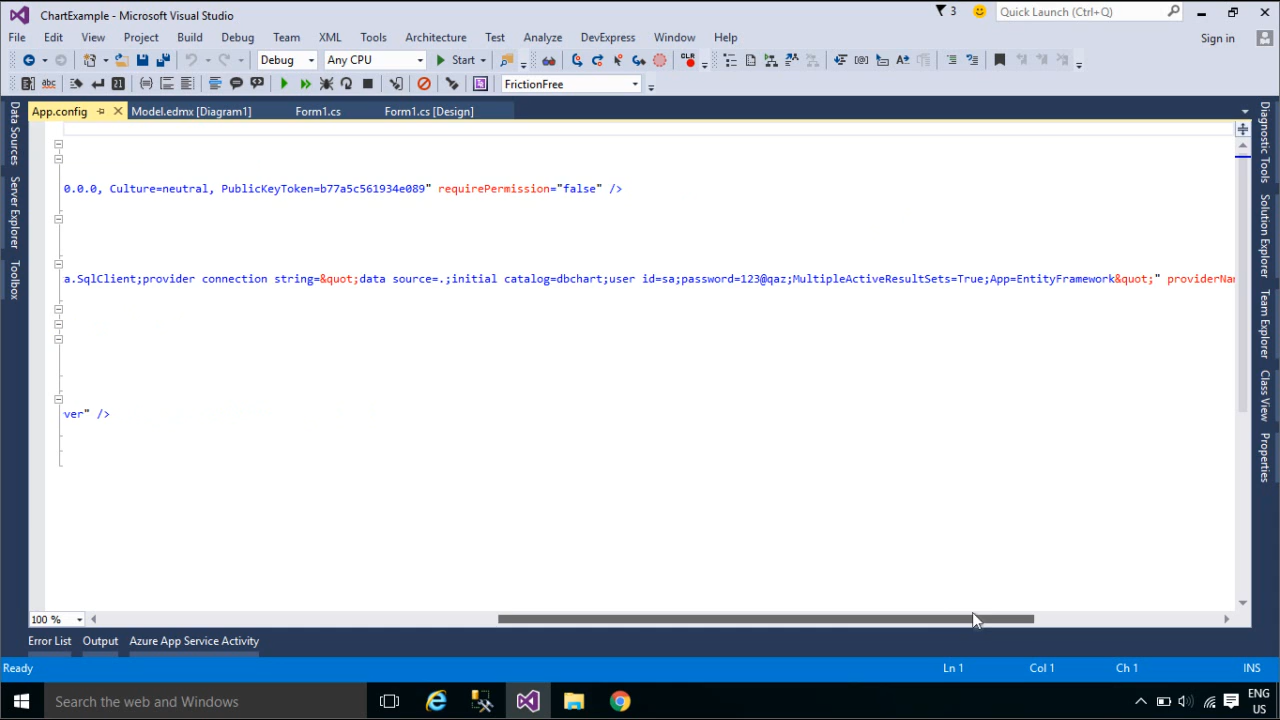 ChartExample - Microsoft Visual Studio
3
Quick Launch (Ctrl+Q)
File Edit View Project Build Debug Team XML Tools Architecture Test Analyze DevExpress Window Help
Sign in
Debug Any CPU Start
FrictionFree
App.config Model.edmx [Diagram1] Form1.cs Form1.cs [Design]
Data Sources
Server Explorer
Toolbox
0.0.0, Culture=neutral, PublicKeyToken=b77a5c561934e089" requirePermission="false" />
a.SqlClient;provider connection string=&quot;data source=.;initial catalog=dbchart;user id=sa;password=123@qaz;MultipleActiveResultSets=True;App=EntityFramework&quot;" providerNam
ver" />
Diagnostic Tools
Solution Explorer
Team Explorer
Class View
Properties
100 %
Error List Output Azure App Service Activity
Ready Ln 1 Col 1 Ch 1 INS
Search the web and Windows
ENG
US